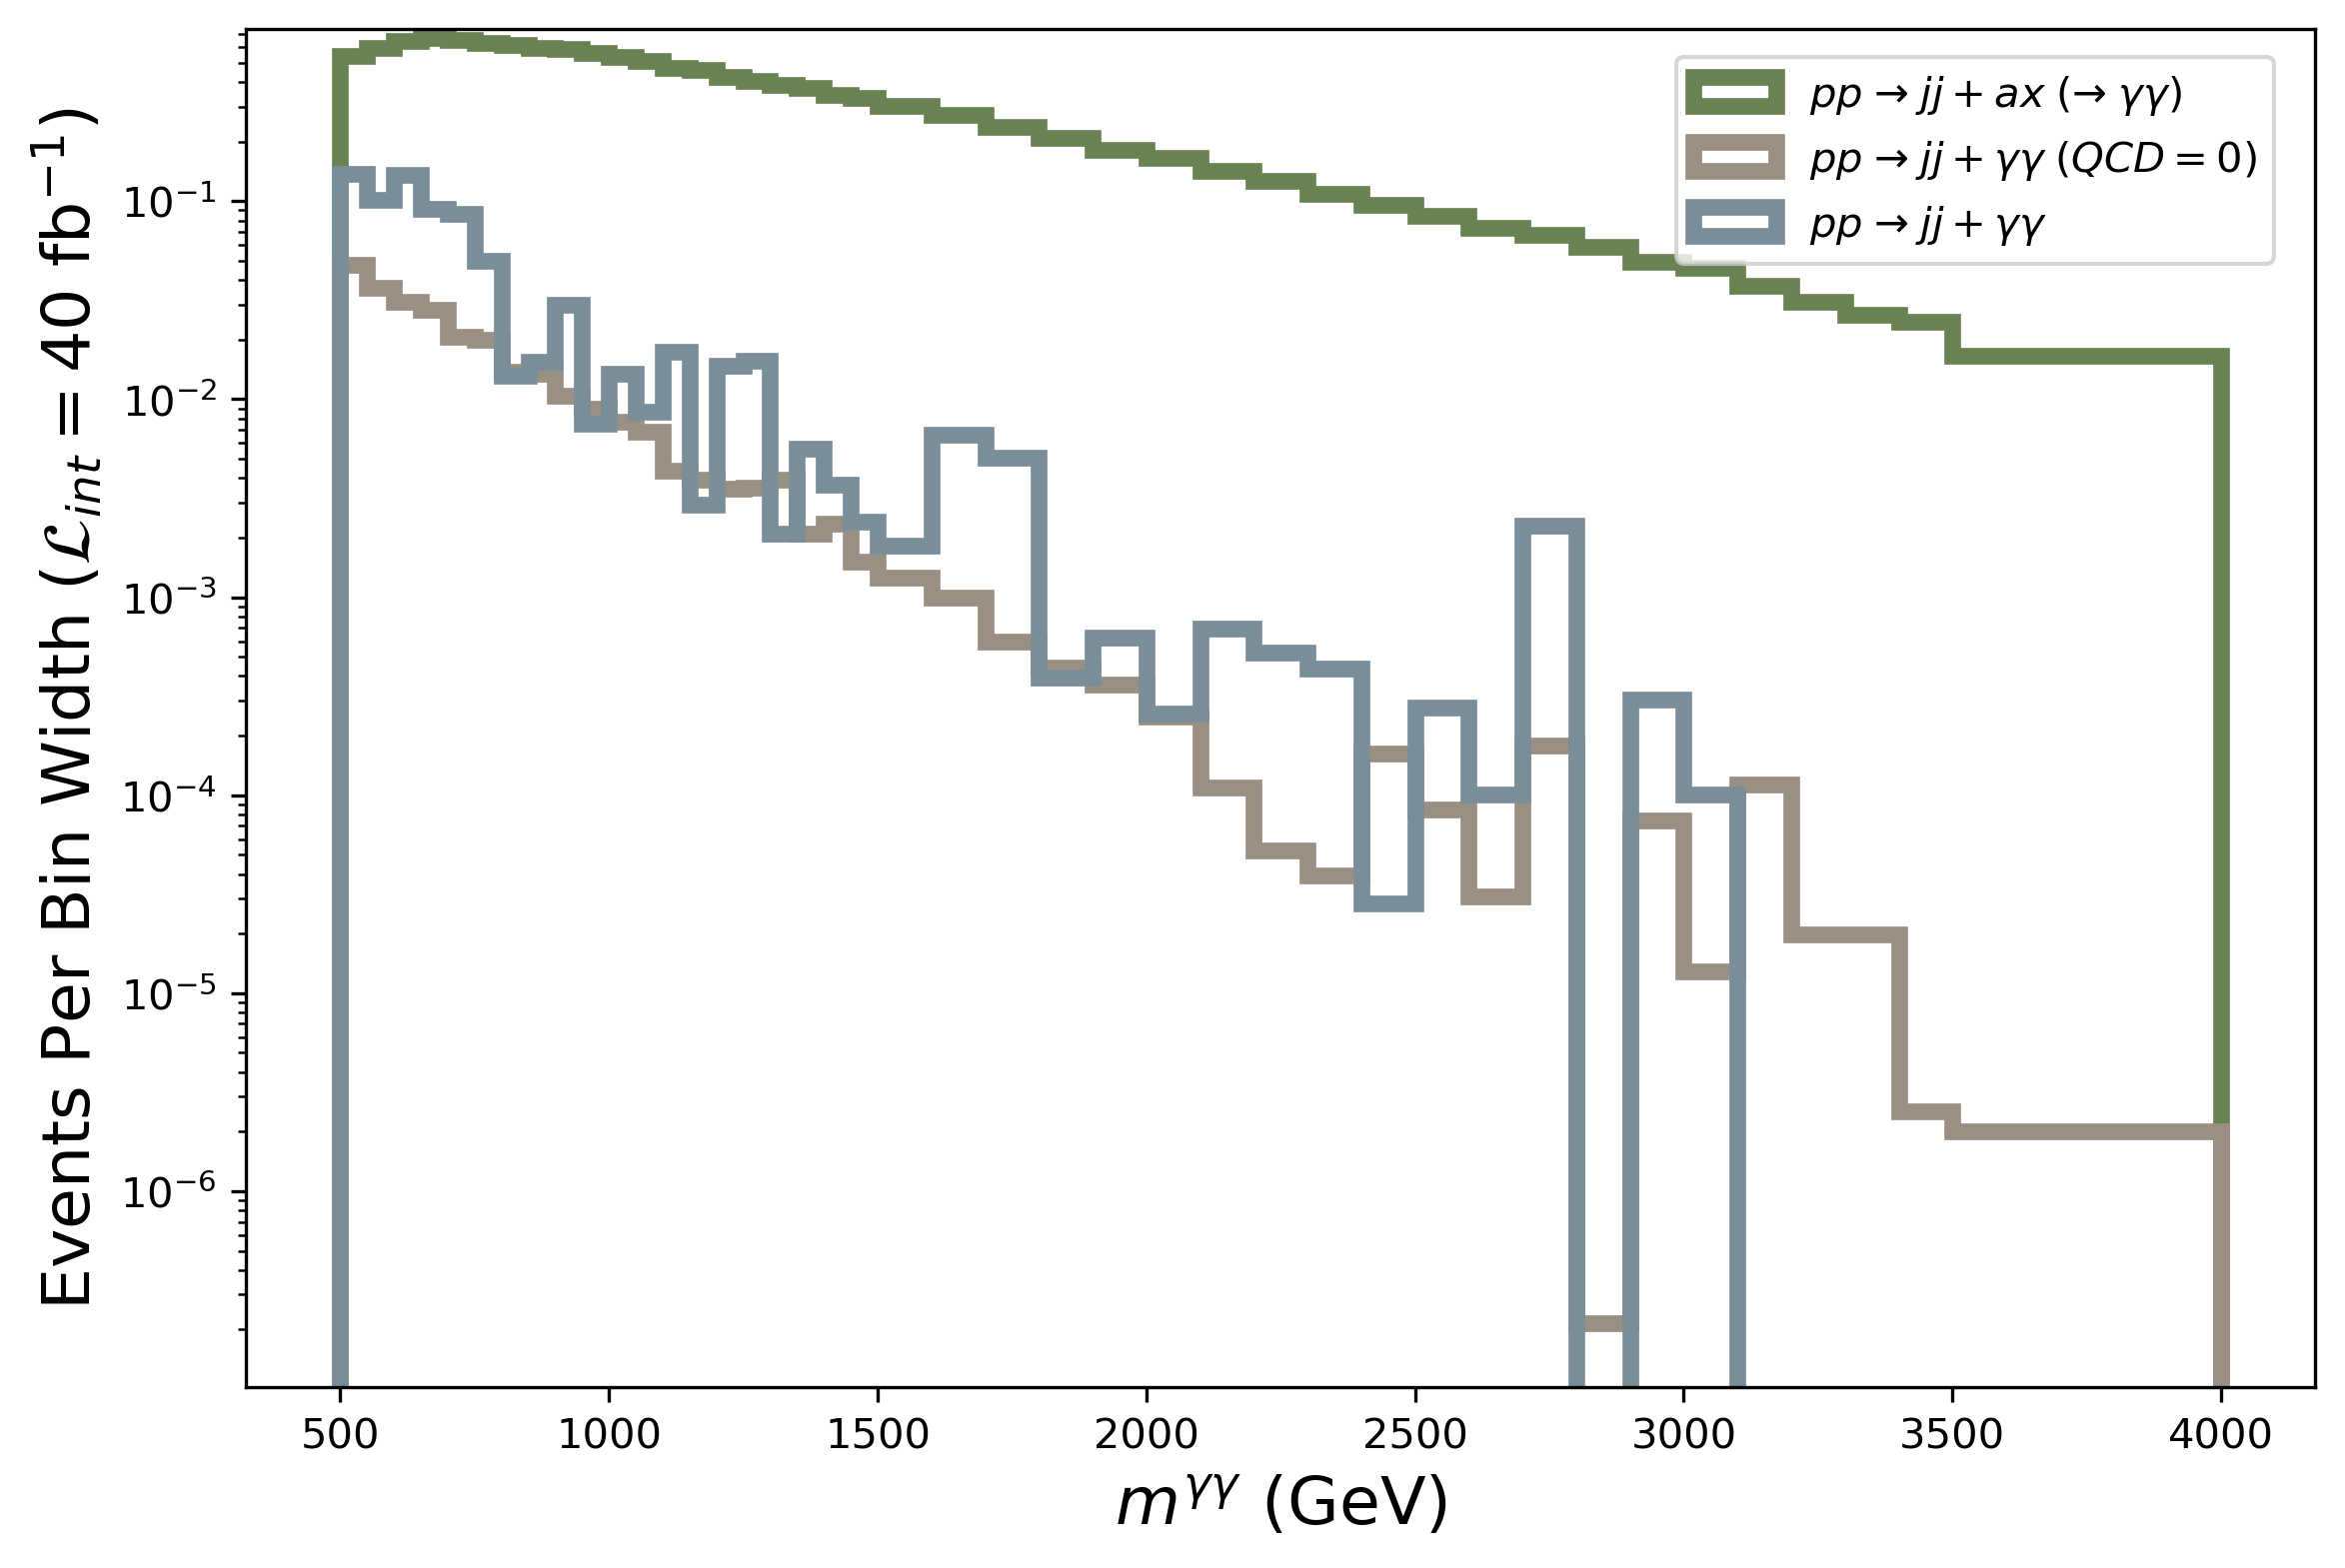 Events Per Bin Width (ℒ_int = 40 fb⁻¹)
10⁻¹
10⁻²
10⁻³
10⁻⁴
10⁻⁵
10⁻⁶
pp → jj + ax (→ γγ)
pp → jj + γγ (QCD = 0)
pp → jj + γγ
500 1000 1500 2000 2500 3000 3500 4000
m^γγ (GeV)